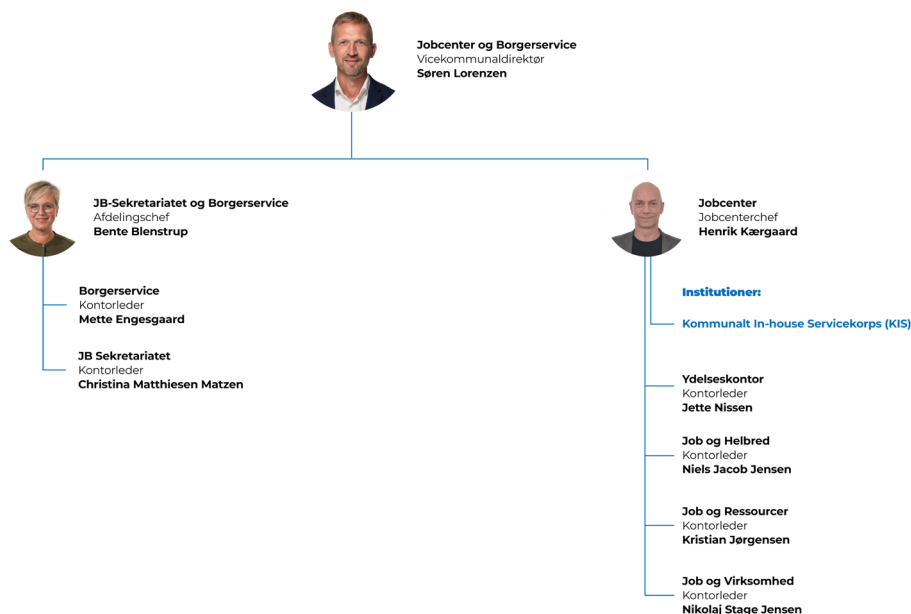 Jobcenter og Borgerservice
Vicekommunaldirektør
Søren Lorenzen
JB-Sekretariatet og Borgerservice
Afdelingschef
Bente Blenstrup
Borgerservice
Kontorleder
Mette Engesgaard
JB Sekretariatet
Kontorleder
Christina Matthiesen Matzen
Jobcenter
Jobcenterchef
Henrik Kærgaard
Institutioner:
Kommunalt In-house Servicekorps (KIS)
Ydelseskontor
Kontorleder
Jette Nissen
Job og Helbred
Kontorleder
Niels Jacob Jensen
Job og Ressourcer
Kontorleder
Kristian Jørgensen
Job og Virksomhed
Kontorleder
Nikolaj Stage Jensen